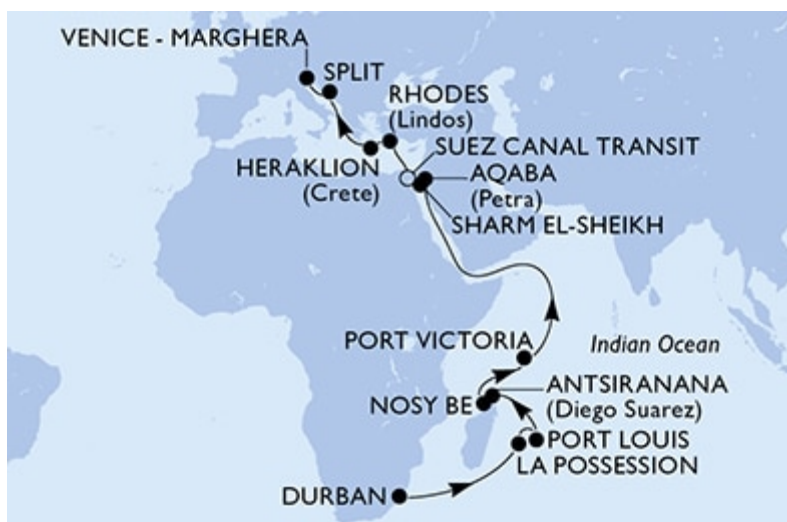 VENICE - MARGHERA
SPLIT
RHODES
(Lindos)
SUEZ CANAL TRANSIT
HERAKLION
(Crete)
AQABA
(Petra)
SHARM EL-SHEIKH
PORT VICTORIA
Indian Ocean
ANTSIRANANA
(Diego Suarez)
NOSY BE
PORT LOUIS
LA POSSESSION
DURBAN